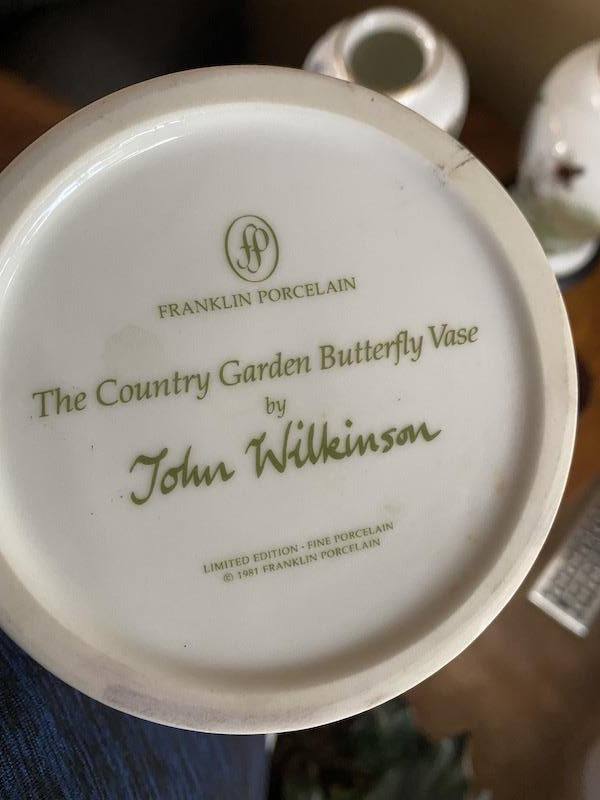 fp
FRANKLIN PORCELAIN
The Country Garden Butterfly Vase
by
John Wilkinson
LIMITED EDITION · FINE PORCELAIN
© 1981 FRANKLIN PORCELAIN